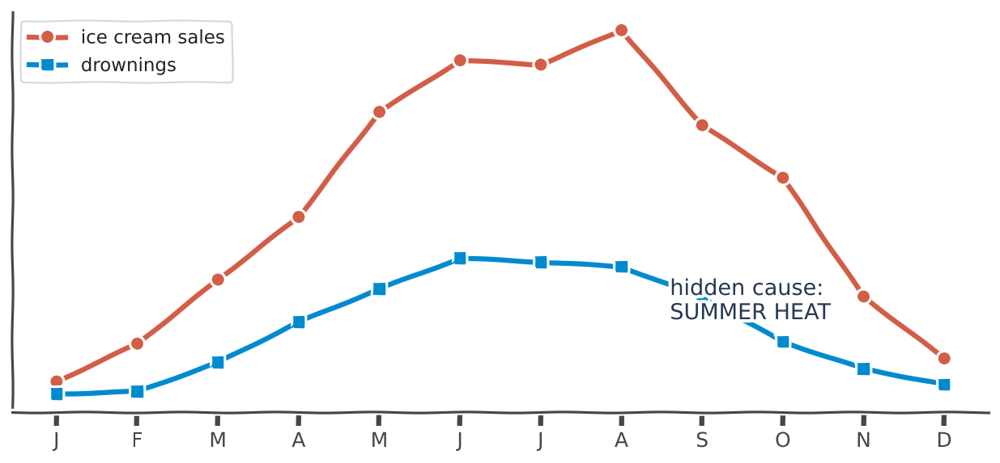 ice cream sales
drownings
hidden cause:
SUMMER HEAT
J F M A M J J A S O N D